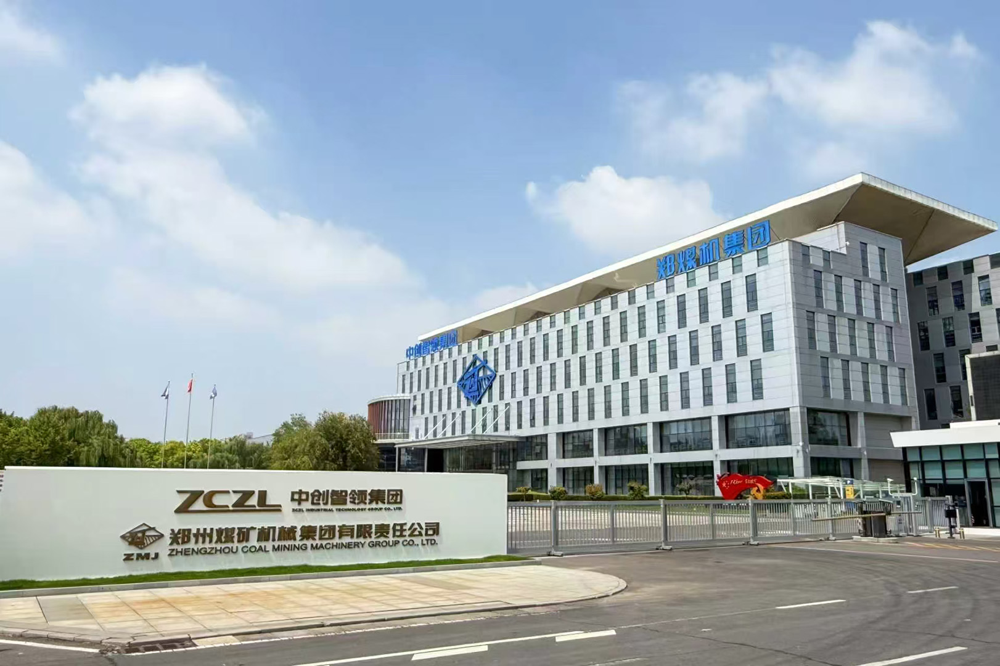 郑煤机集团
中创智领集团
ZCZL 中创智领集团
ZCZL INDUSTRIAL TECHNOLOGY GROUP CO., LTD.
郑州煤矿机械集团有限责任公司
ZMJ ZHENGZHOU COAL MINING MACHINERY GROUP CO., LTD.